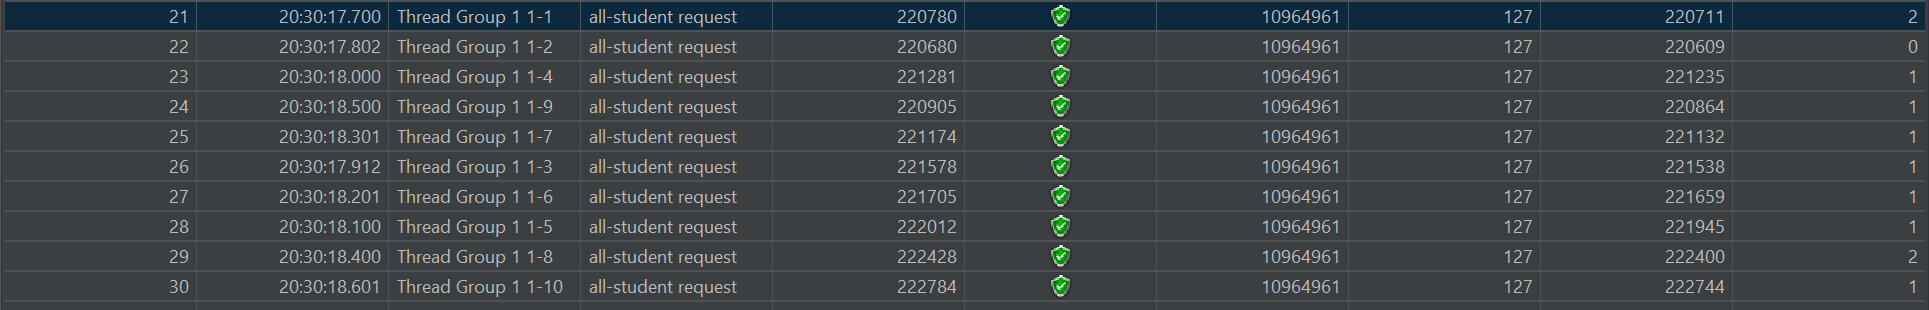 21 20:30:17.700 Thread Group 1 1-1 all-student request 220780 10964961 127 220711 2
22 20:30:17.802 Thread Group 1 1-2 all-student request 220680 10964961 127 220609 0
23 20:30:18.000 Thread Group 1 1-4 all-student request 221281 10964961 127 221235 1
24 20:30:18.500 Thread Group 1 1-9 all-student request 220905 10964961 127 220864 1
25 20:30:18.301 Thread Group 1 1-7 all-student request 221174 10964961 127 221132 1
26 20:30:17.912 Thread Group 1 1-3 all-student request 221578 10964961 127 221538 1
27 20:30:18.201 Thread Group 1 1-6 all-student request 221705 10964961 127 221659 1
28 20:30:18.100 Thread Group 1 1-5 all-student request 222012 10964961 127 221945 1
29 20:30:18.400 Thread Group 1 1-8 all-student request 222428 10964961 127 222400 2
30 20:30:18.601 Thread Group 1 1-10 all-student request 222784 10964961 127 222744 1